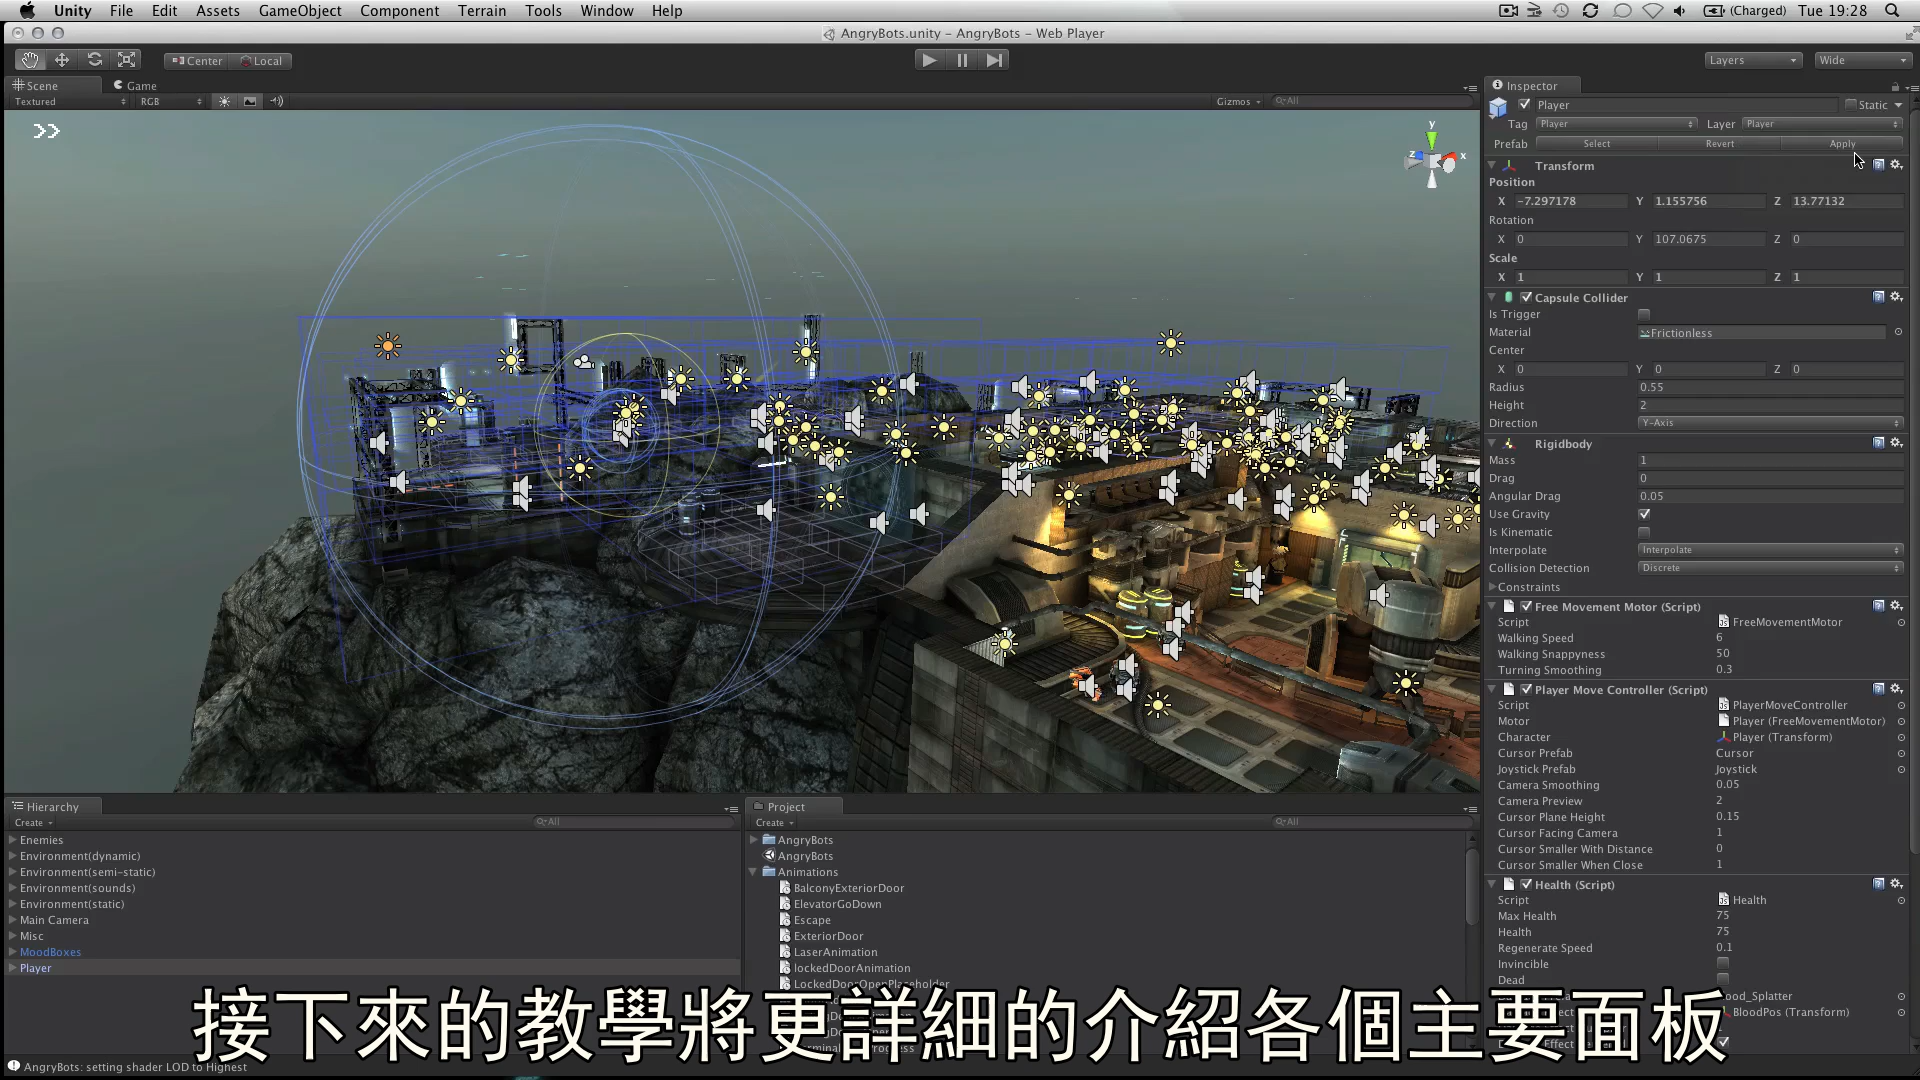 Unity File Edit Assets GameObject Component Terrain Tools Window Help
(Charged) Tue 19:28
AngryBots.unity – AngryBots – Web Player
Center Local
Layers Wide
Scene Game
Textured RGB
Gizmos All
y
z x
Inspector
Player Static
Tag Player Layer Player
Prefab Select Revert Apply
Transform
Position
X -7.297178 Y 1.155756 Z 13.77132
Rotation
X 0 Y 107.0675 Z 0
Scale
X 1 Y 1 Z 1
Capsule Collider
Is Trigger
Material Frictionless
Center
X 0 Y 0 Z 0
Radius 0.55
Height 2
Direction Y-Axis
Rigidbody
Mass 1
Drag 0
Angular Drag 0.05
Use Gravity
Is Kinematic
Interpolate Interpolate
Collision Detection Discrete
Constraints
Free Movement Motor (Script)
Script FreeMovementMotor
Walking Speed 6
Walking Snappyness 50
Turning Smoothing 0.3
Player Move Controller (Script)
Script PlayerMoveController
Motor Player (FreeMovementMotor)
Character Player (Transform)
Cursor Prefab Cursor
Joystick Prefab Joystick
Camera Smoothing 0.05
Camera Preview 2
Cursor Plane Height 0.15
Cursor Facing Camera 1
Cursor Smaller With Distance 0
Cursor Smaller When Close 1
Health (Script)
Script Health
Max Health 75
Health 75
Regenerate Speed 0.1
Invincible
Dead
BloodPos (Transform)
Hierarchy
Create All
Enemies
Environment(dynamic)
Environment(semi-static)
Environment(sounds)
Environment(static)
Main Camera
Misc
MoodBoxes
Player
Project
Create All
AngryBots
AngryBots
Animations
BalconyExteriorDoor
ElevatorGoDown
Escape
ExteriorDoor
LaserAnimation
lockedDoorAnimation
LockedDoorOpenPlaceholder
接下來的教學將更詳細的介紹各個主要面板
AngryBots: setting shader LOD to Highest